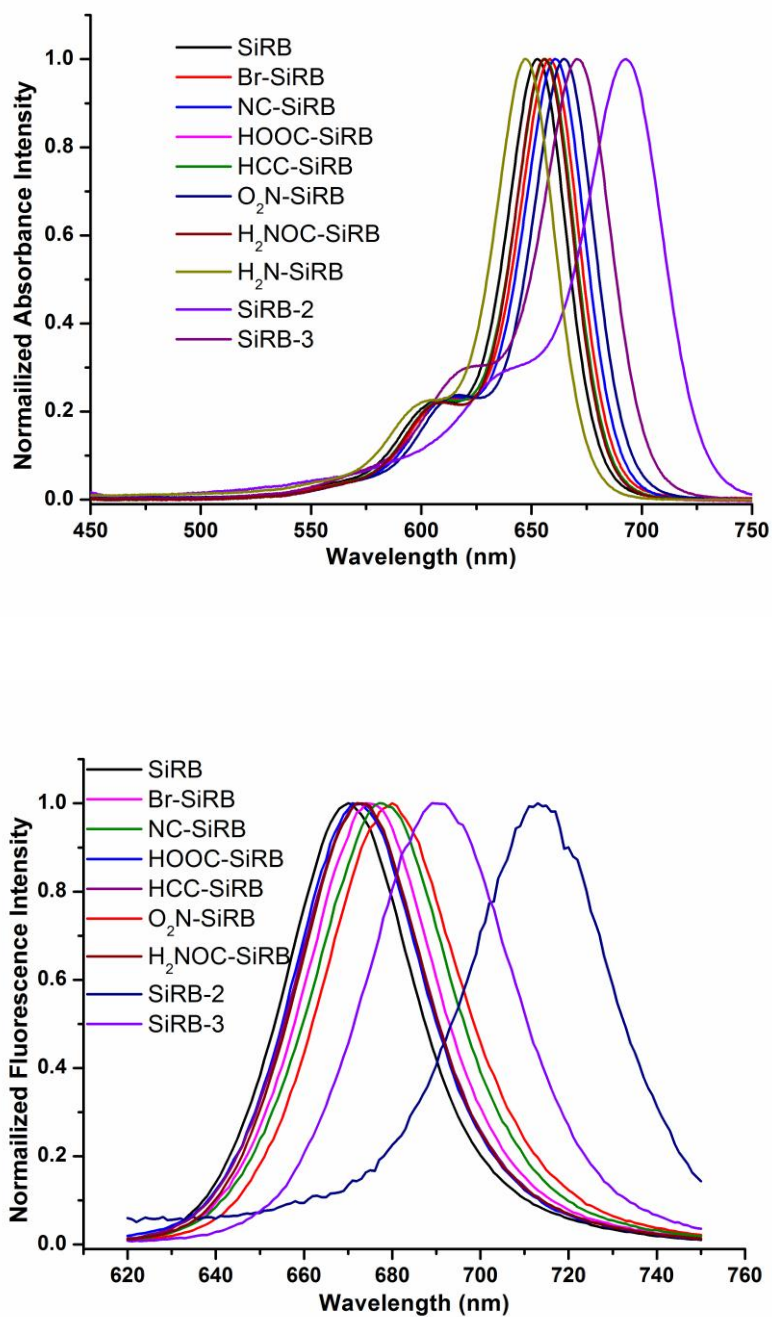 Normailized Absorbance Intensity
1.0
0.8
0.6
0.4
0.2
0.0
SiRB
Br-SiRB
NC-SiRB
HOOC-SiRB
HCC-SiRB
O₂N-SiRB
H₂NOC-SiRB
H₂N-SiRB
SiRB-2
SiRB-3
450 500 550 600 650 700 750
Wavelength (nm)
Normailized Fluorescence Intensity
1.0
0.8
0.6
0.4
0.2
0.0
SiRB
Br-SiRB
NC-SiRB
HOOC-SiRB
HCC-SiRB
O₂N-SiRB
H₂NOC-SiRB
SiRB-2
SiRB-3
620 640 660 680 700 720 740 760
Wavelength (nm)